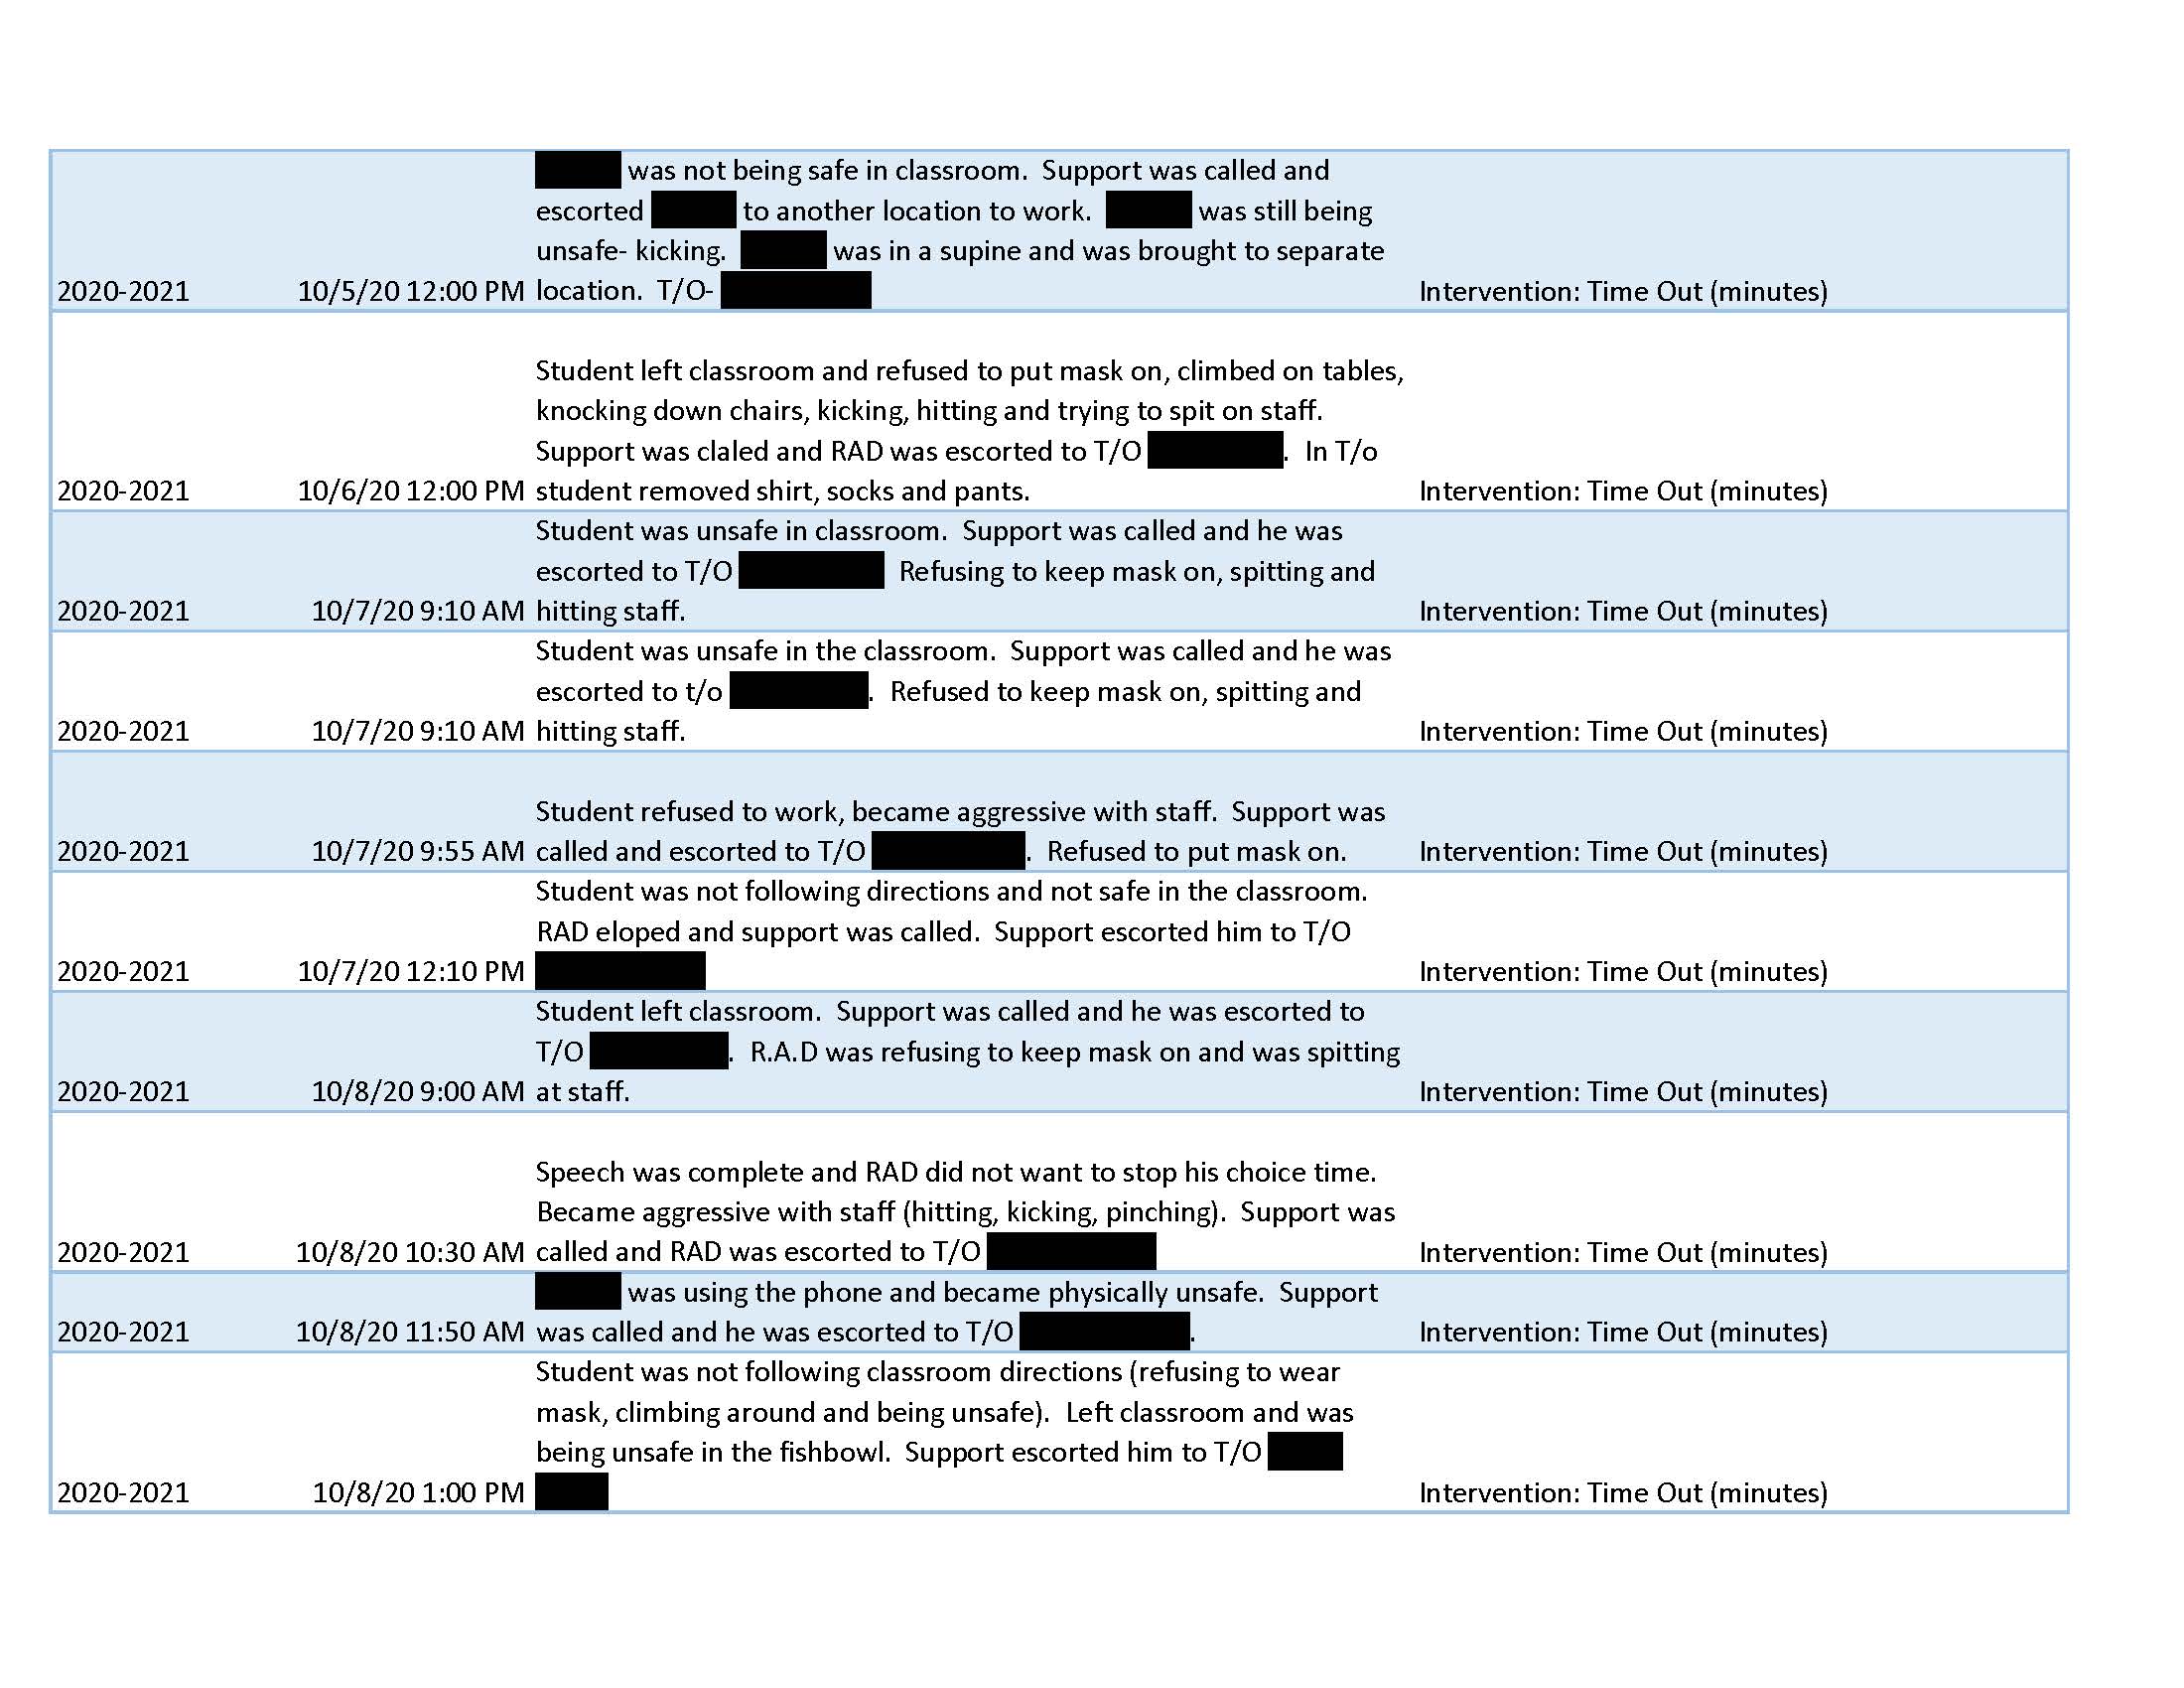 was not being safe in classroom.  Support was called and
escorted to another location to work. was still being
unsafe- kicking. was in a supine and was brought to separate
2020-2021 10/5/20 12:00 PM location.  T/O- Intervention: Time Out (minutes)
Student left classroom and refused to put mask on, climbed on tables,
knocking down chairs, kicking, hitting and trying to spit on staff.
Support was claled and RAD was escorted to T/O .  In T/o
2020-2021 10/6/20 12:00 PM student removed shirt, socks and pants. Intervention: Time Out (minutes)
Student was unsafe in classroom.  Support was called and he was
escorted to T/O Refusing to keep mask on, spitting and
2020-2021 10/7/20 9:10 AM hitting staff. Intervention: Time Out (minutes)
Student was unsafe in the classroom.  Support was called and he was
escorted to t/o .  Refused to keep mask on, spitting and
2020-2021 10/7/20 9:10 AM hitting staff. Intervention: Time Out (minutes)
Student refused to work, became aggressive with staff.  Support was
2020-2021 10/7/20 9:55 AM called and escorted to T/O .  Refused to put mask on. Intervention: Time Out (minutes)
Student was not following directions and not safe in the classroom.
RAD eloped and support was called.  Support escorted him to T/O
2020-2021 10/7/20 12:10 PM Intervention: Time Out (minutes)
Student left classroom.  Support was called and he was escorted to
T/O .  R.A.D was refusing to keep mask on and was spitting
2020-2021 10/8/20 9:00 AM at staff. Intervention: Time Out (minutes)
Speech was complete and RAD did not want to stop his choice time.
Became aggressive with staff (hitting, kicking, pinching).  Support was
2020-2021 10/8/20 10:30 AM called and RAD was escorted to T/O Intervention: Time Out (minutes)
was using the phone and became physically unsafe.  Support
2020-2021 10/8/20 11:50 AM was called and he was escorted to T/O . Intervention: Time Out (minutes)
Student was not following classroom directions (refusing to wear
mask, climbing around and being unsafe).  Left classroom and was
being unsafe in the fishbowl.  Support escorted him to T/O
2020-2021 10/8/20 1:00 PM Intervention: Time Out (minutes)